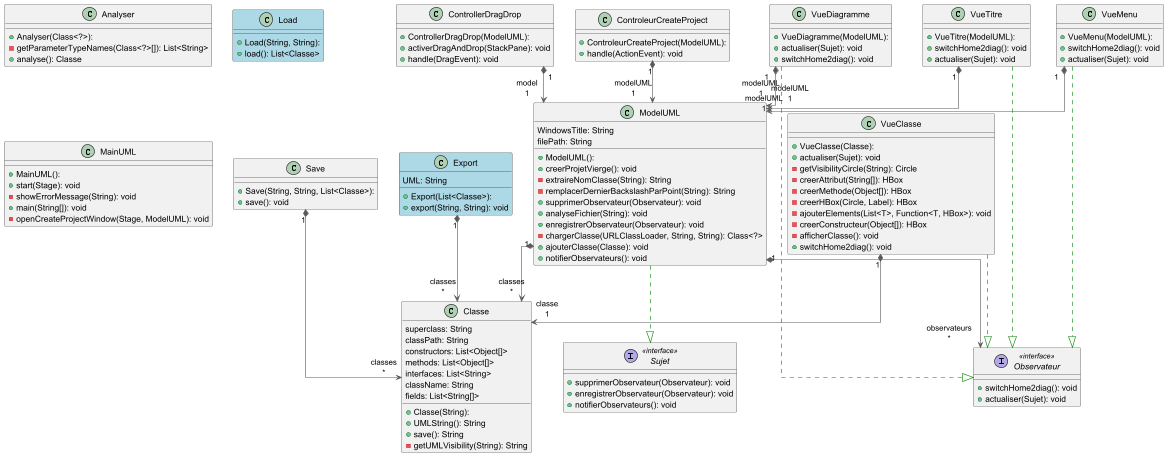 C Analyser
Analyser(Class<?>):
getParameterTypeNames(Class<?>[]): List<String>
analyse(): Classe
C Load
Load(String, String):
load(): List<Classe>
C ControllerDragDrop
ControllerDragDrop(ModelUML):
activerDragAndDrop(StackPane): void
handle(DragEvent): void
C ControleurCreateProject
ControleurCreateProject(ModelUML):
handle(ActionEvent): void
C VueDiagramme
VueDiagramme(ModelUML):
actualiser(Sujet): void
switchHome2diag(): void
C VueTitre
VueTitre(ModelUML):
switchHome2diag(): void
actualiser(Sujet): void
C VueMenu
VueMenu(ModelUML):
switchHome2diag(): void
actualiser(Sujet): void
1
model
1
1
modelUML
1
1
modelUML
1
modelUML
1
1
modelUML
1
1
C MainUML
MainUML():
start(Stage): void
showErrorMessage(String): void
main(String[]): void
openCreateProjectWindow(Stage, ModelUML): void
C Save
Save(String, String, List<Classe>):
save(): void
1
C Export
UML: String
Export(List<Classe>):
export(String, String): void
1
C ModelUML
WindowsTitle: String
filePath: String
ModelUML():
creerProjetVierge(): void
extraireNomClasse(String): String
remplacerDernierBackslashParPoint(String): String
supprimerObservateur(Observateur): void
analyseFichier(String): void
enregistrerObservateur(Observateur): void
chargerClasse(URLClassLoader, String, String): Class<?>
ajouterClasse(Classe): void
notifierObservateurs(): void
1
1
C VueClasse
VueClasse(Classe):
actualiser(Sujet): void
getVisibilityCircle(String): Circle
creerAttribut(String[]): HBox
creerMethode(Object[]): HBox
creerHBox(Circle, Label): HBox
ajouterElements(List<T>, Function<T, HBox>): void
creerConstructeur(Object[]): HBox
afficherClasse(): void
switchHome2diag(): void
1
classes
*
classes
*
classe
1
classes
*
observateurs
*
C Classe
superclass: String
classPath: String
constructors: List<Object[]>
methods: List<Object[]>
interfaces: List<String>
className: String
fields: List<String[]>
Classe(String):
UMLString(): String
save(): String
getUMLVisibility(String): String
I «interface»
Sujet
supprimerObservateur(Observateur): void
enregistrerObservateur(Observateur): void
notifierObservateurs(): void
I «interface»
Observateur
switchHome2diag(): void
actualiser(Sujet): void